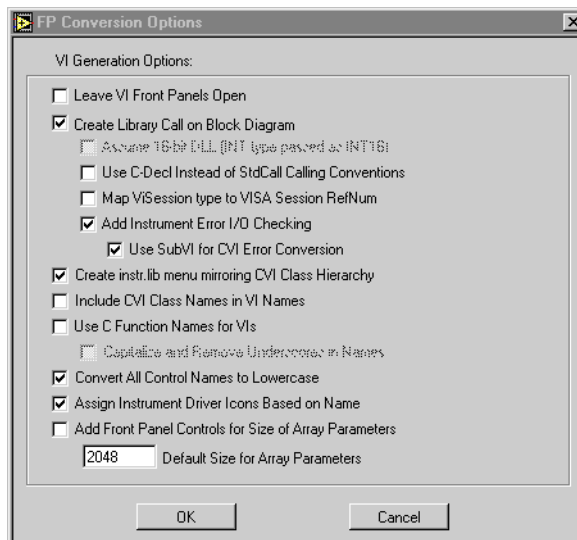 FP Conversion Options
VI Generation Options:
Leave VI Front Panels Open
Create Library Call on Block Diagram
Assume 16-bit DLL (INT type passed as INT16)
Use C-Decl Instead of StdCall Calling Conventions
Map ViSession type to VISA Session RefNum
Add Instrument Error I/O Checking
Use SubVI for CVI Error Conversion
Create instr.lib menu mirroring CVI Class Hierarchy
Include CVI Class Names in VI Names
Use C Function Names for VIs
Capitalize and Remove Underscores in Names
Convert All Control Names to Lowercase
Assign Instrument Driver Icons Based on Name
Add Front Panel Controls for Size of Array Parameters
2048 Default Size for Array Parameters
OK Cancel